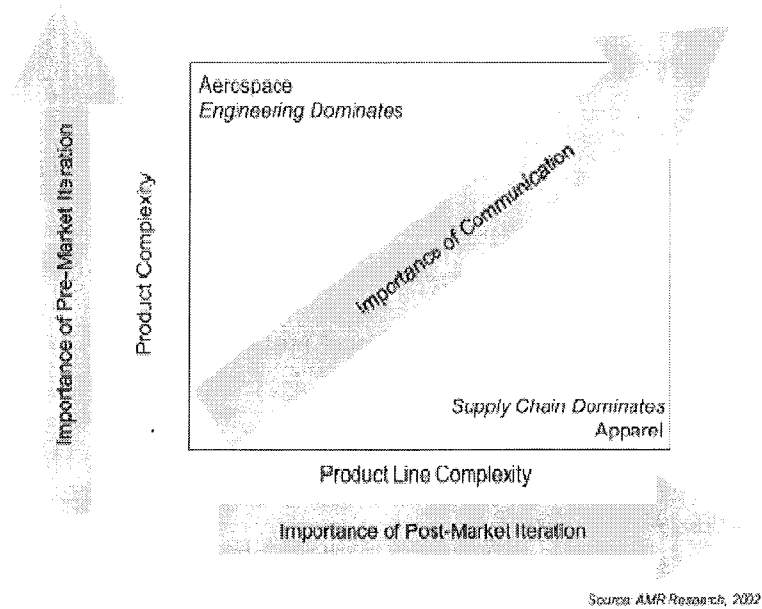 Aerospace
Engineering Dominates
Importance of Pre-Market Iteration
Product Complexity
Importance of Communication
Supply Chain Dominates
Apparel
Product Line Complexity
Importance of Post-Market Iteration
Source: AMR Research, 2002